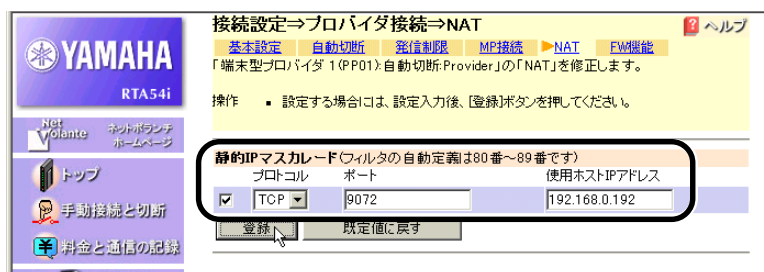 YAMAHA
RTA54i
Net Volante ネットボランチ ホームページ
トップ
手動接続と切断
料金と通信の記録
接続設定⇒プロバイダ接続⇒NAT
ヘルプ
基本設定 自動切断 発信制限 MP接続 ▶NAT FW機能
「端末型プロバイダ 1(PP01):自動切断:Provider」の「NAT」を修正します。
操作 ▪ 設定する場合には、設定入力後、[登録]ボタンを押してください。
静的IPマスカレード(フィルタの自動定義は80番～89番です)
プロトコル ポート 使用ホストIPアドレス
TCP 9072 192.168.0.192
登録 既定値に戻す